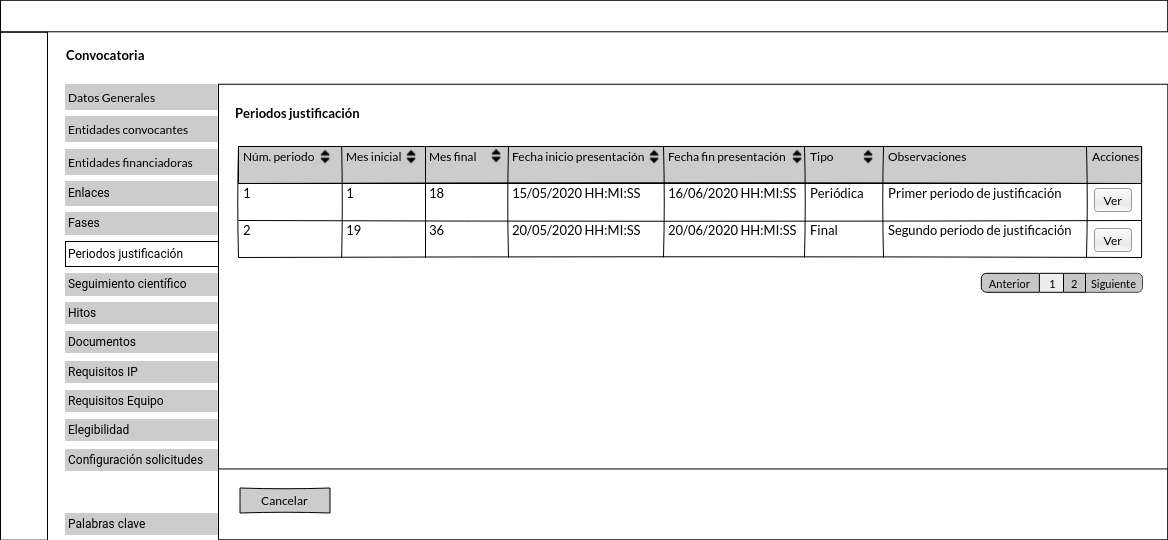 Convocatoria
Datos Generales
Entidades convocantes
Entidades financiadoras
Enlaces
Fases
Periodos justificación
Seguimiento científico
Hitos
Documentos
Requisitos IP
Requisitos Equipo
Elegibilidad
Configuración solicitudes
Palabras clave
Periodos justificación
Núm. periodo Mes inicial Mes final Fecha inicio presentación Fecha fin presentación Tipo Observaciones Acciones
1 1 18 15/05/2020 HH:MI:SS 16/06/2020 HH:MI:SS Periódica Primer periodo de justificación Ver
2 19 36 20/05/2020 HH:MI:SS 20/06/2020 HH:MI:SS Final Segundo periodo de justificación Ver
Anterior 1 2 Siguiente
Cancelar